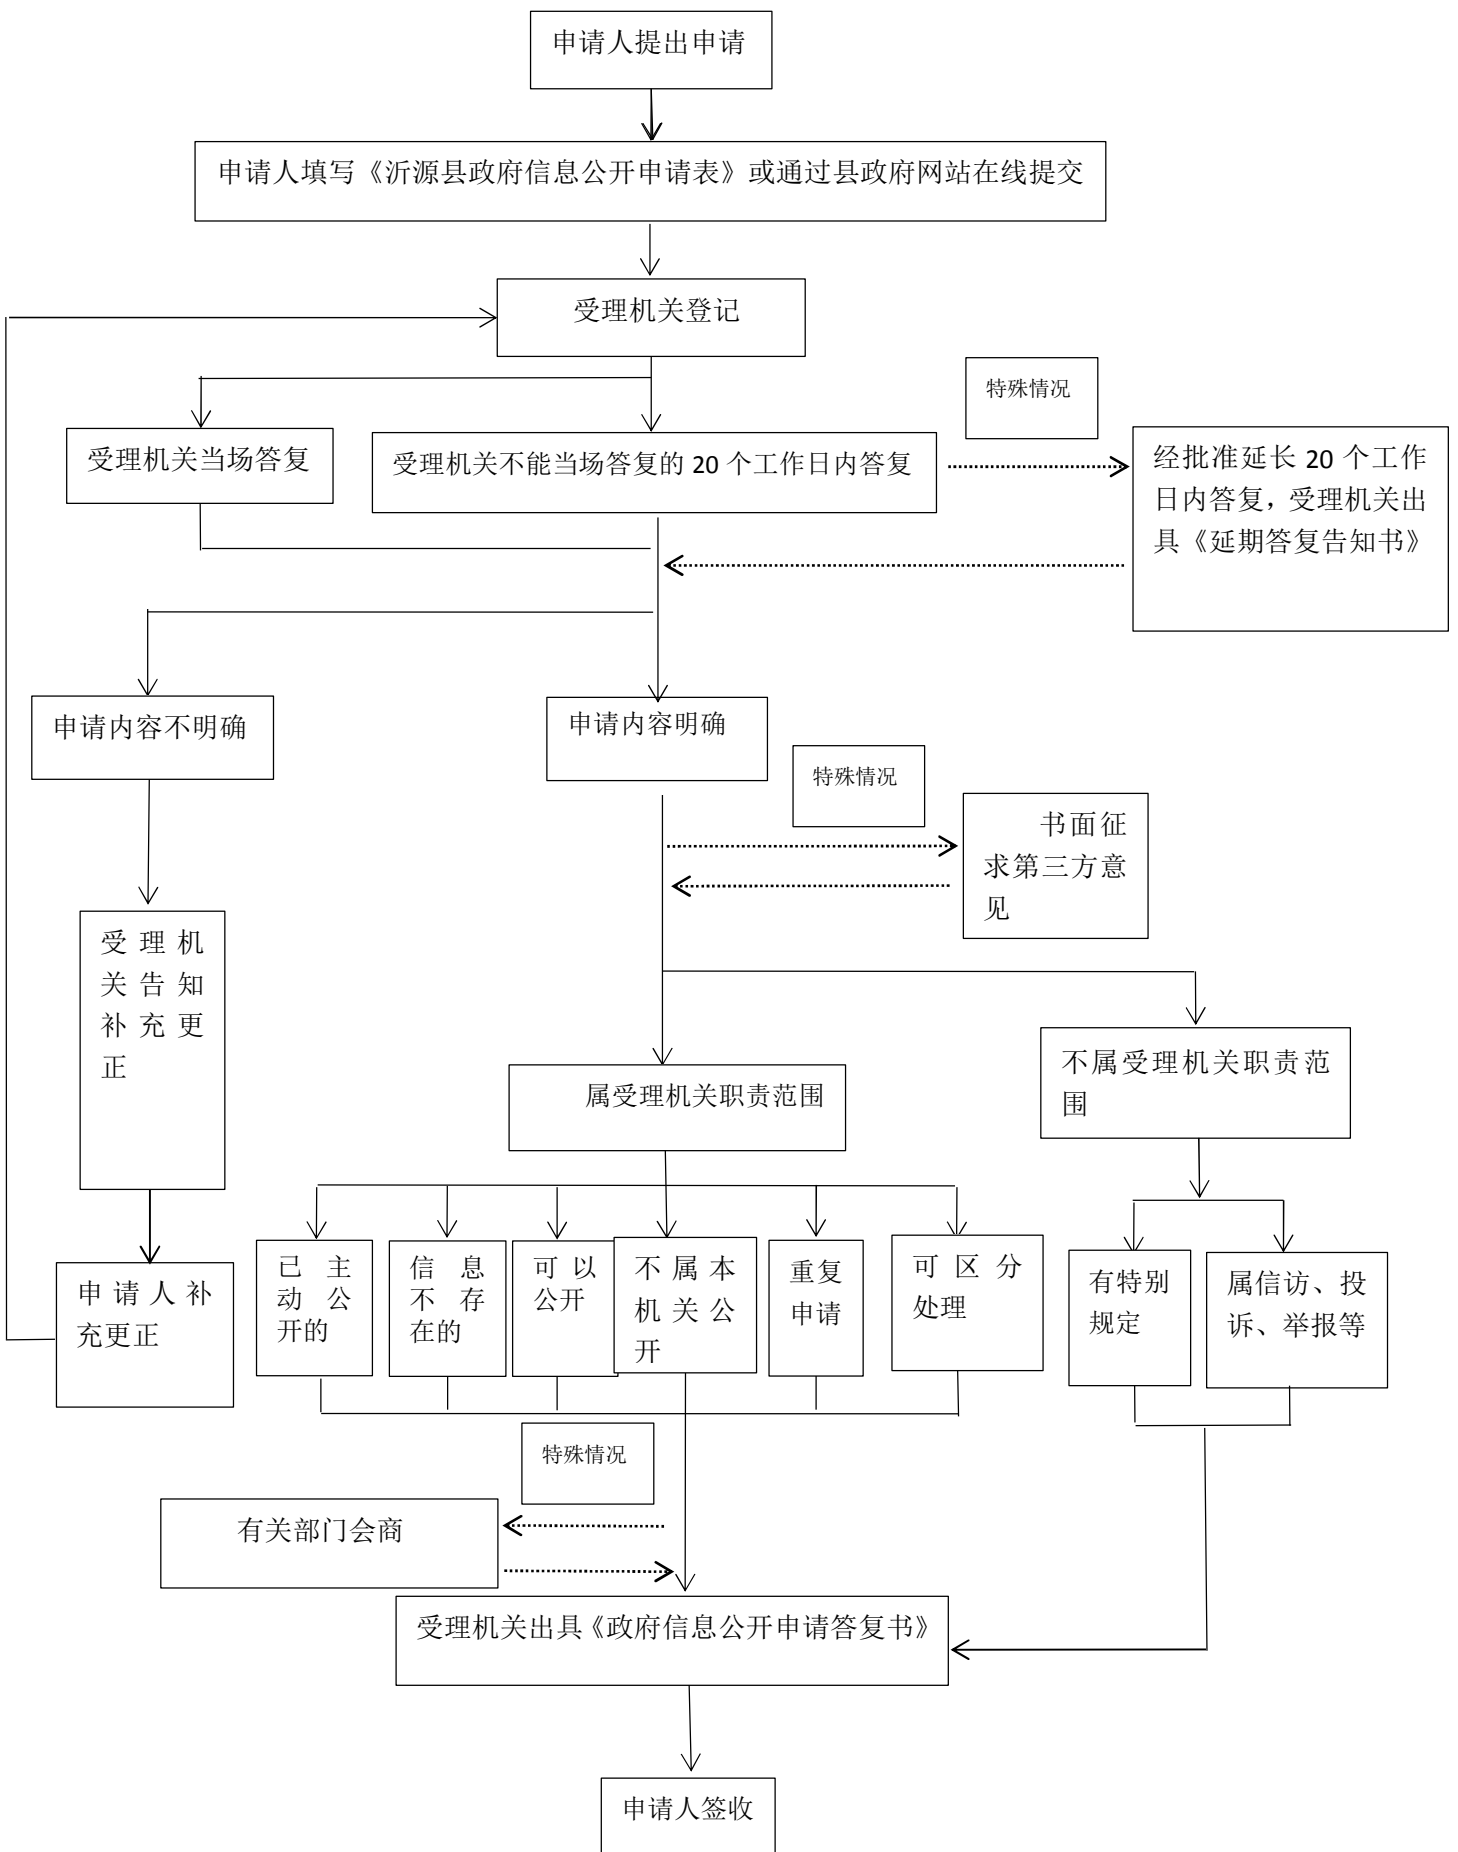 申请人提出申请
申请人填写《沂源县政府信息公开申请表》或通过县政府网站在线提交
受理机关登记
特殊情况
受理机关当场答复
受理机关不能当场答复的 20 个工作日内答复
经批准延长 20 个工作
日内答复，受理机关出
具《延期答复告知书》
申请内容不明确
申请内容明确
特殊情况
书面征
求第三方意
见
受理机
关告知
补充更
正
属受理机关职责范围
不属受理机关职责范
围
申请人补
充更正
已主
动公
开的
信息
不存
在的
可以
公开
不属本
机关公
开
重复
申请
可区分
处理
有特别
规定
属信访、投
诉、举报等
特殊情况
有关部门会商
受理机关出具《政府信息公开申请答复书》
申请人签收